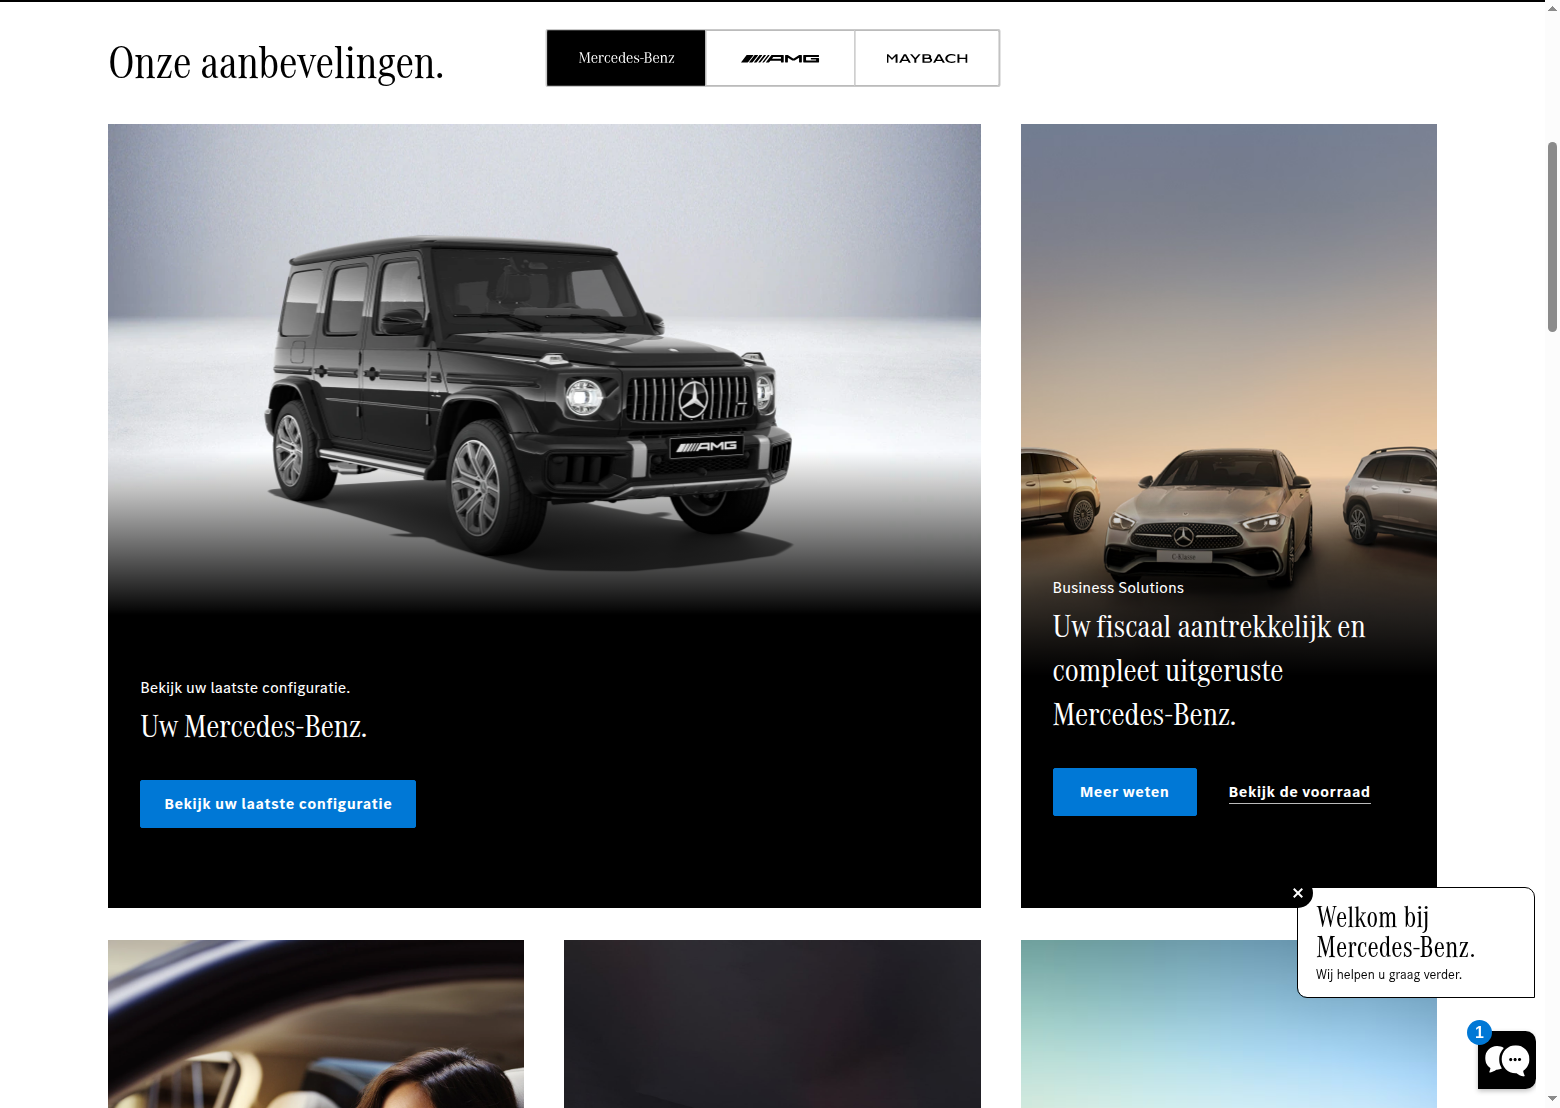 Onze aanbevelingen.
Mercedes-Benz
AMG
MAYBACH
AMG
C-Klasse
Bekijk uw laatste configuratie.
Uw Mercedes-Benz.
Bekijk uw laatste configuratie
Business Solutions
Uw fiscaal aantrekkelijk en
compleet uitgeruste
Mercedes-Benz.
Meer weten
Bekijk de voorraad
Welkom bij
Mercedes-Benz.
Wij helpen u graag verder.
1